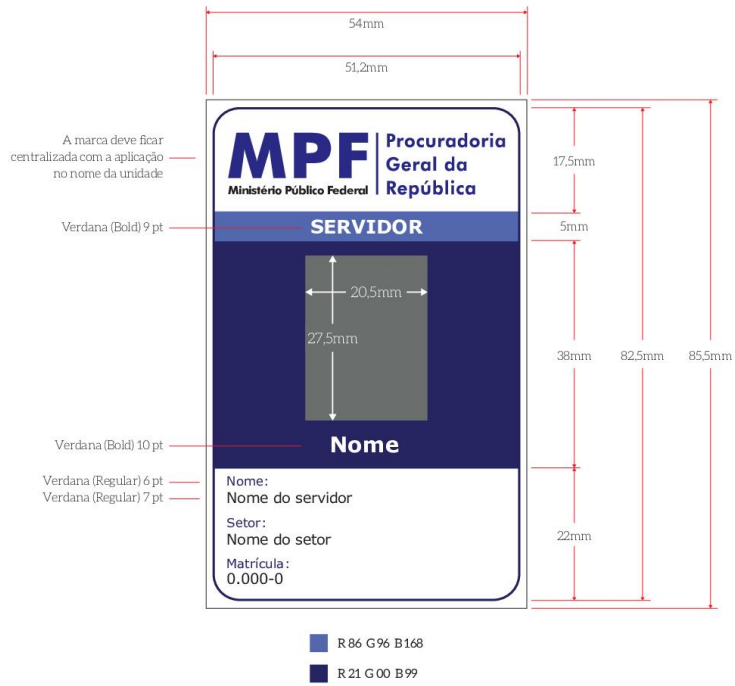 54mm
51,2mm
A marca deve ficar
centralizada com a aplicação
no nome da unidade
MPF
Ministério Público Federal
Procuradoria
Geral da
República
17,5mm
Verdana (Bold) 9 pt
SERVIDOR
5mm
20,5mm
27,5mm
38mm
82,5mm
85,5mm
Verdana (Bold) 10 pt
Nome
Verdana (Regular) 6 pt
Nome:
Verdana (Regular) 7 pt
Nome do servidor
Setor:
Nome do setor
22mm
Matrícula:
0.000-0
R 86 G96 B168
R 21 G 00 B99